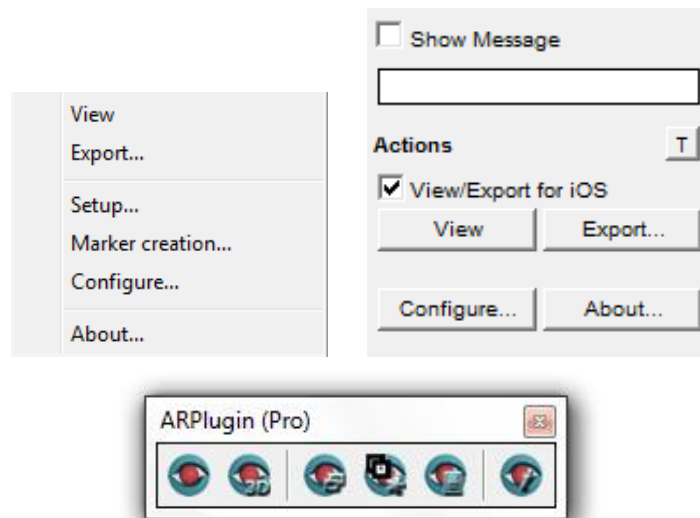 View
Export...
Setup...
Marker creation...
Configure...
About...
Show Message
Actions T
View/Export for iOS
View Export...
Configure... About...
ARPlugin (Pro)
3D